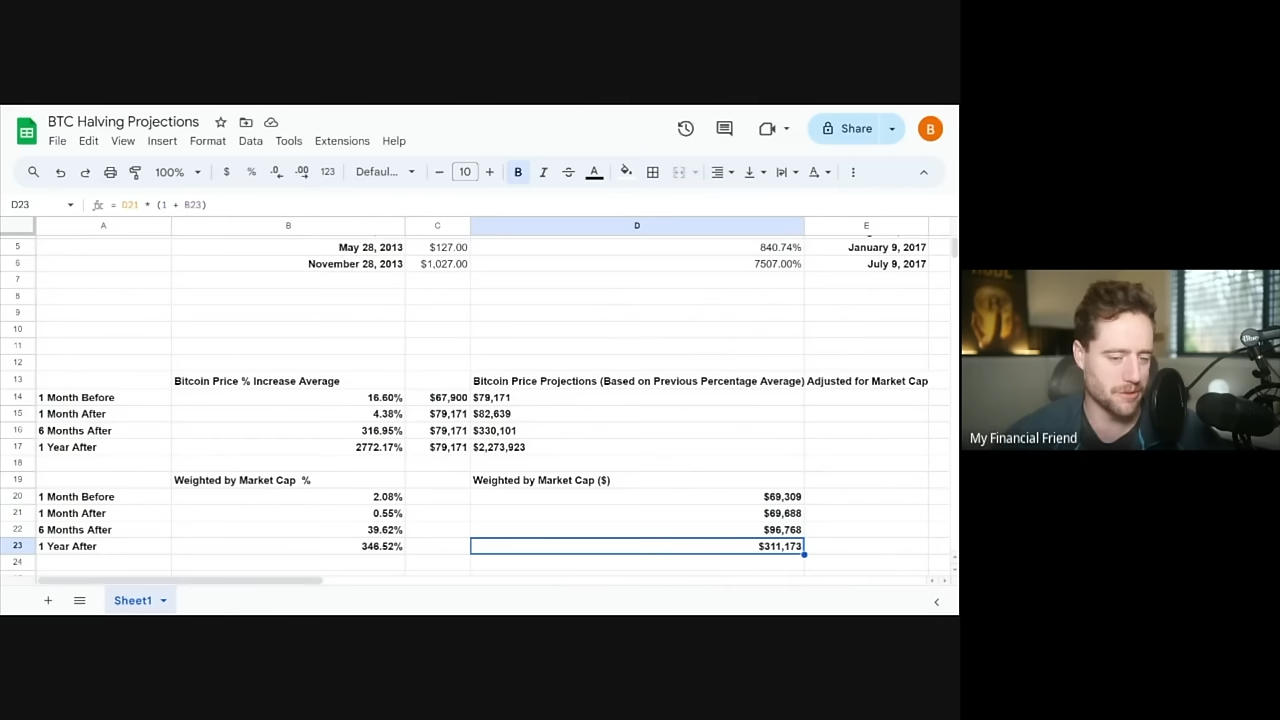 BTC Halving Projections
File Edit View Insert Format Data Tools Extensions Help
Share
B
100% $ % .0 .00 123 Defaul... 10 B I A
D23 fx = D21 * (1 + B23)
A B C D E
5 May 28, 2013 $127.00 840.74% January 9, 2017
6 November 28, 2013 $1,027.00 7507.00% July 9, 2017
7
8
9
10
11
12
13 Bitcoin Price % Increase Average Bitcoin Price Projections (Based on Previous Percentage Average) Adjusted for Market Cap
14 1 Month Before 16.60% $67,900 $79,171
15 1 Month After 4.38% $79,171 $82,639
16 6 Months After 316.95% $79,171 $330,101
17 1 Year After 2772.17% $79,171 $2,273,923
18
19 Weighted by Market Cap % Weighted by Market Cap ($)
20 1 Month Before 2.08% $69,309
21 1 Month After 0.55% $69,688
22 6 Months After 39.62% $96,768
23 1 Year After 346.52% $311,173
24
Sheet1
Blue
My Financial Friend